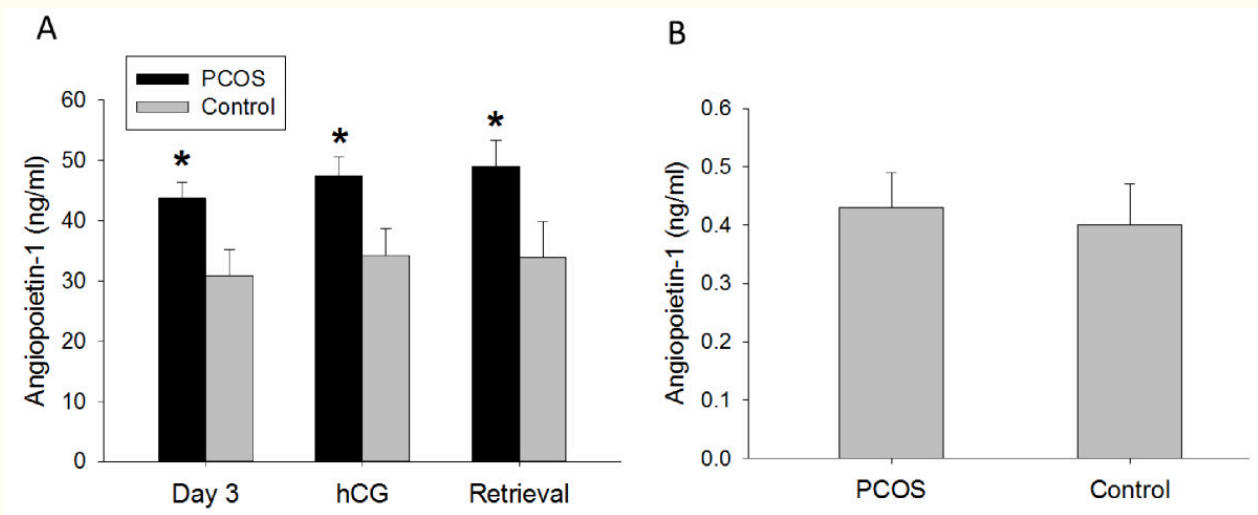 A
PCOS
Control
Angiopoietin-1 (ng/ml)
60
50
40
30
20
10
0
*
*
*
Day 3 hCG Retrieval
B
Angiopoietin-1 (ng/ml)
0.6
0.5
0.4
0.3
0.2
0.1
0.0
PCOS Control